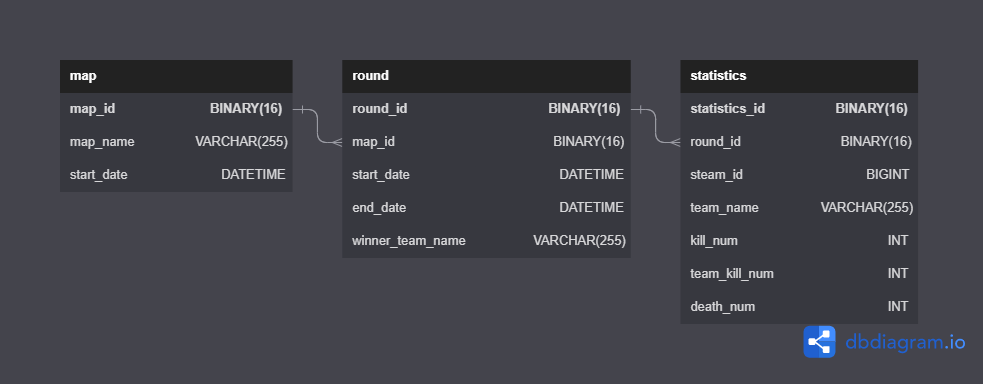 map
map_id BINARY(16)
map_name VARCHAR(255)
start_date DATETIME
round
round_id BINARY(16)
map_id BINARY(16)
start_date DATETIME
end_date DATETIME
winner_team_name VARCHAR(255)
statistics
statistics_id BINARY(16)
round_id BINARY(16)
steam_id BIGINT
team_name VARCHAR(255)
kill_num INT
team_kill_num INT
death_num INT
dbdiagram.io